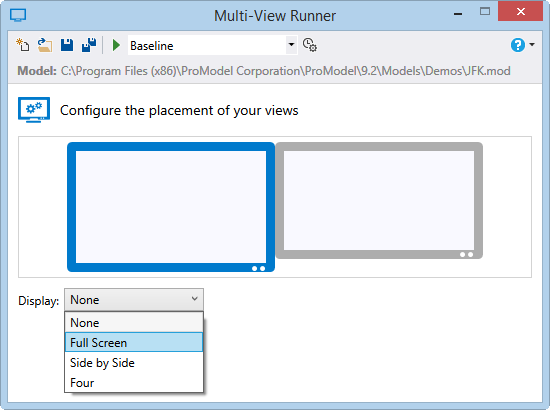 Multi-View Runner
Baseline
Model: C:\Program Files (x86)\ProModel Corporation\ProModel\9.2\Models\Demos\JFK.mod
Configure the placement of your views
Display: None
None
Full Screen
Side by Side
Four